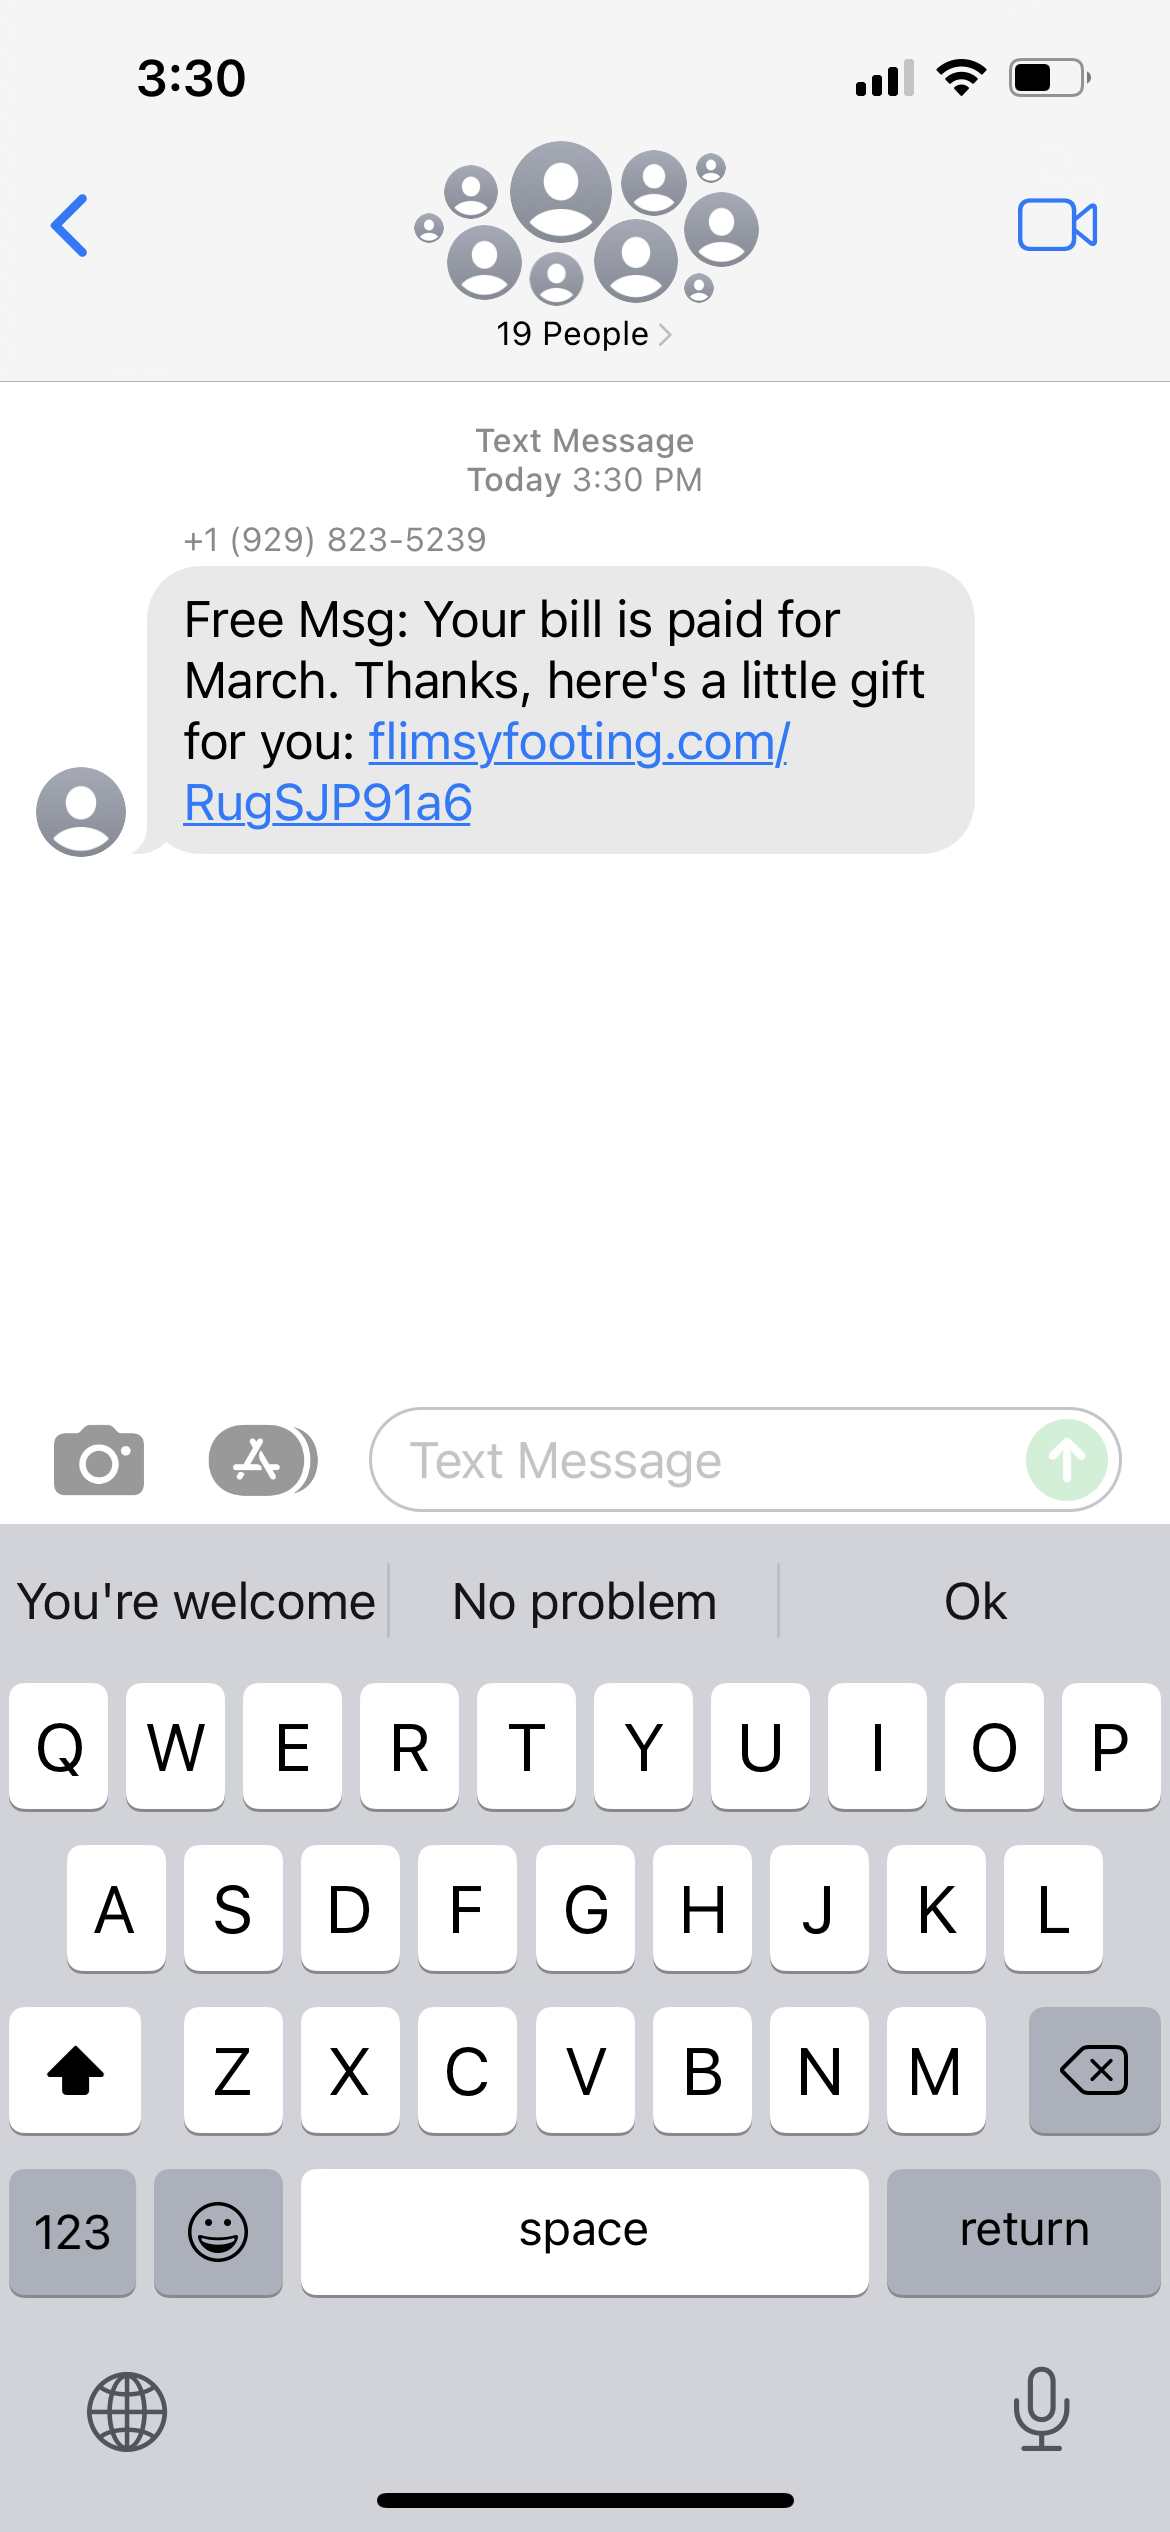 3:30
19 People
Text Message
Today 3:30 PM
+1 (929) 823-5239
Free Msg: Your bill is paid for
March. Thanks, here's a little gift
for you: flimsyfooting.com/
RugSJP91a6
Text Message
You're welcome No problem Ok
Q W E R T Y U I O P
A S D F G H J K L
Z X C V B N M
123 space return